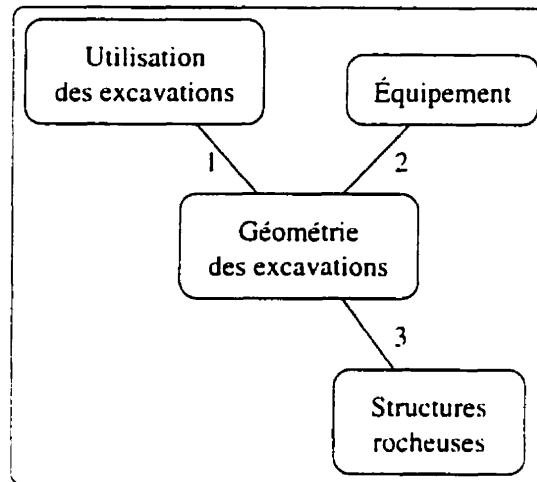 Utilisation
des excavations
Équipement
1
2
Géométrie
des excavations
3
Structures
rocheuses